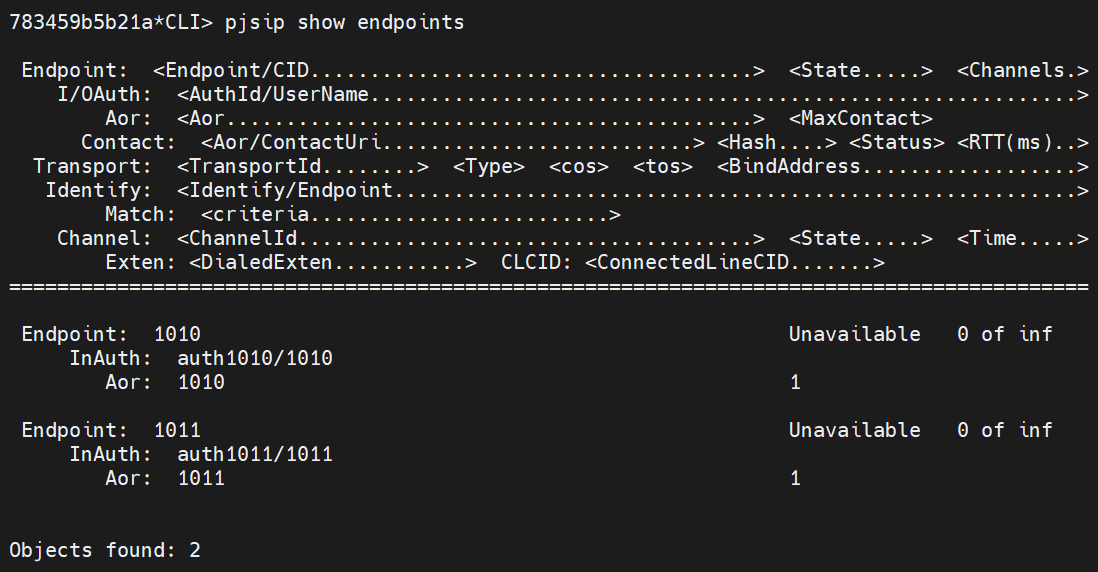 783459b5b21a*CLI> pjsip show endpoints
Endpoint:  <Endpoint/CID.....................................>  <State.....>  <Channels.>
I/OAuth:  <AuthId/UserName...........................................................>
Aor:  <Aor............................................>  <MaxContact>
Contact:  <Aor/ContactUri..........................> <Hash....> <Status> <RTT(ms)..>
Transport:  <TransportId........>  <Type>  <cos>  <tos>  <BindAddress..................>
Identify:  <Identify/Endpoint.........................................................>
Match:  <criteria.........................>
Channel:  <ChannelId......................................>  <State.....>  <Time.....>
Exten: <DialedExten...........>  CLCID: <ConnectedLineCID.......>
==========================================================================================
Endpoint:  1010                                                 Unavailable   0 of inf
InAuth:  auth1010/1010
Aor:  1010                                               1
Endpoint:  1011                                                 Unavailable   0 of inf
InAuth:  auth1011/1011
Aor:  1011                                               1
Objects found: 2